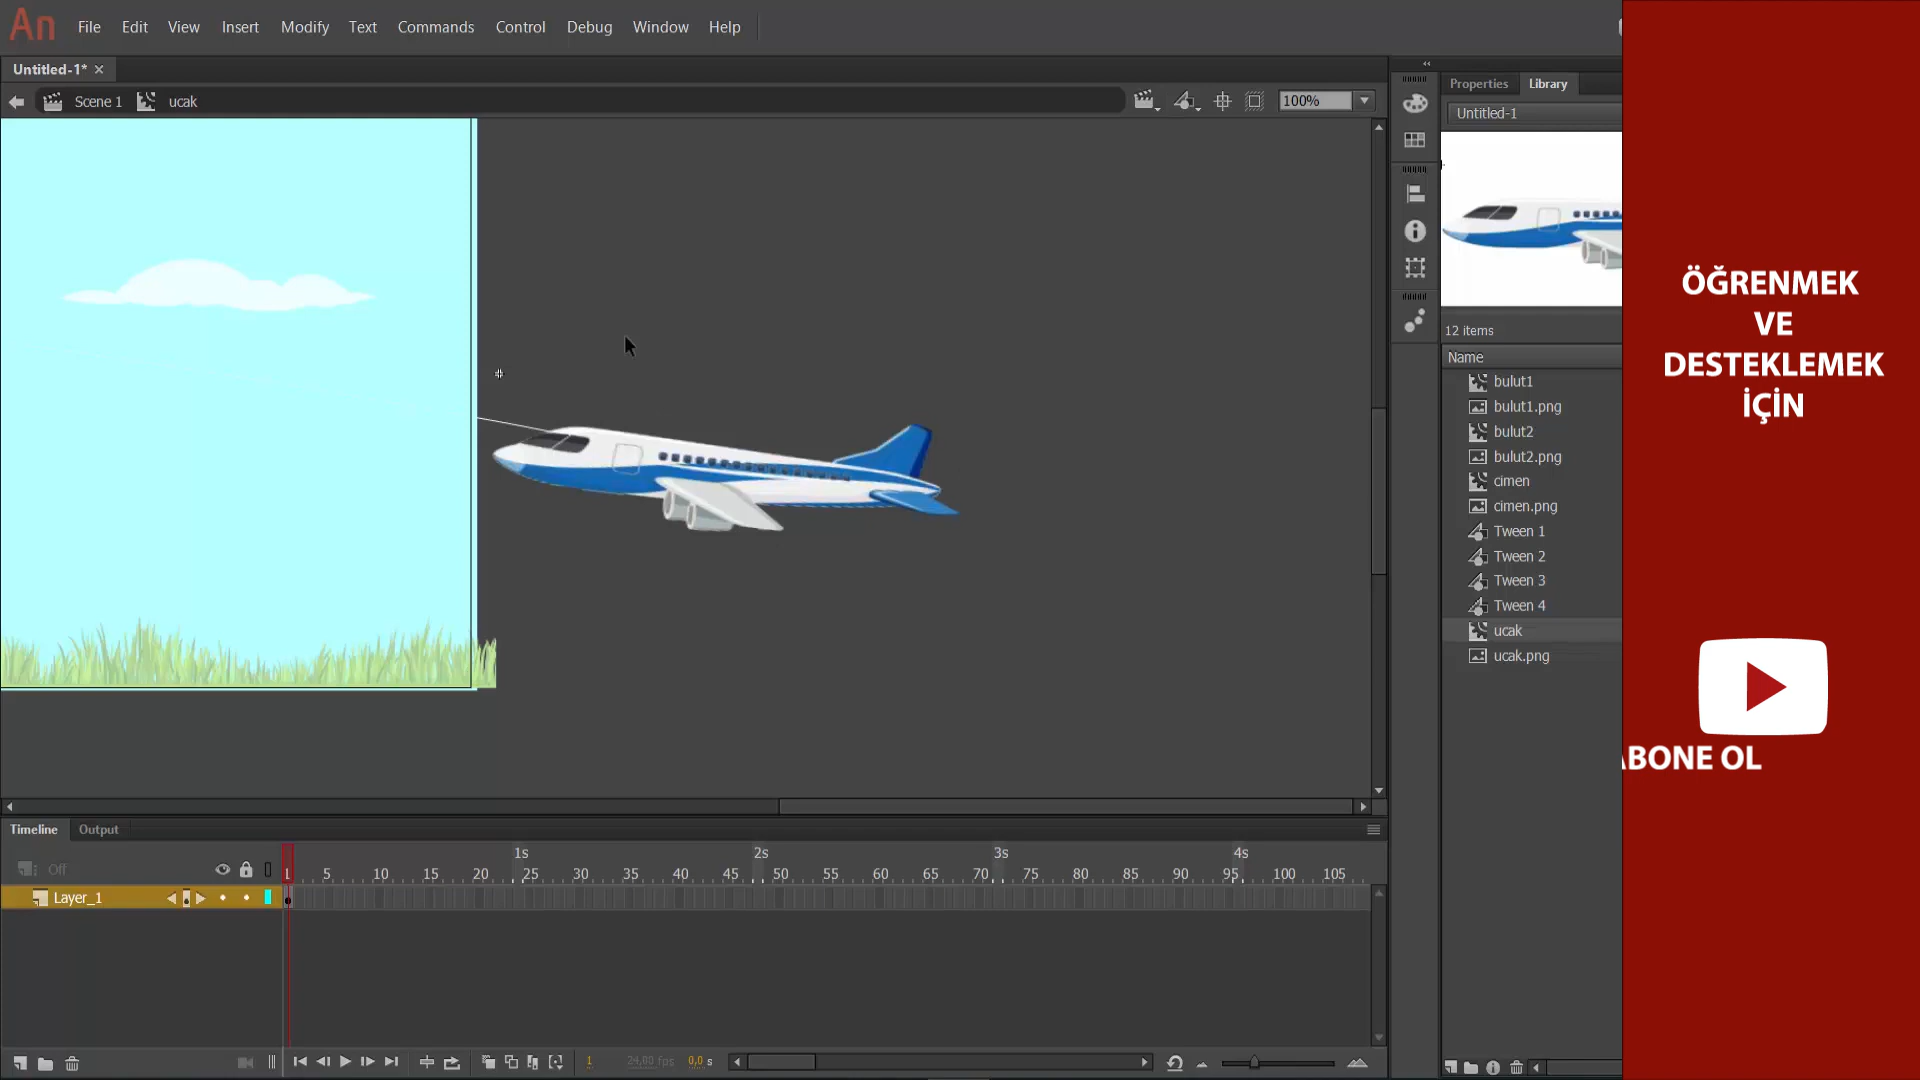 An File Edit View Insert Modify Text Commands Control Debug Window Help
Untitled-1* ×
Scene 1 ucak 100%
Properties Library
Untitled-1
12 items
Name
bulut1
bulut1.png
bulut2
bulut2.png
cimen
cimen.png
Tween 1
Tween 2
Tween 3
Tween 4
ucak
ucak.png
ÖĞRENMEK
VE
DESTEKLEMEK
İÇİN
ABONE OL
Timeline Output
1s 2s 3s 4s
Off 1 5 10 15 20 25 30 35 40 45 50 55 60 65 70 75 80 85 90 95 100 105
Layer_1
1 24,00 fps 0,0 s